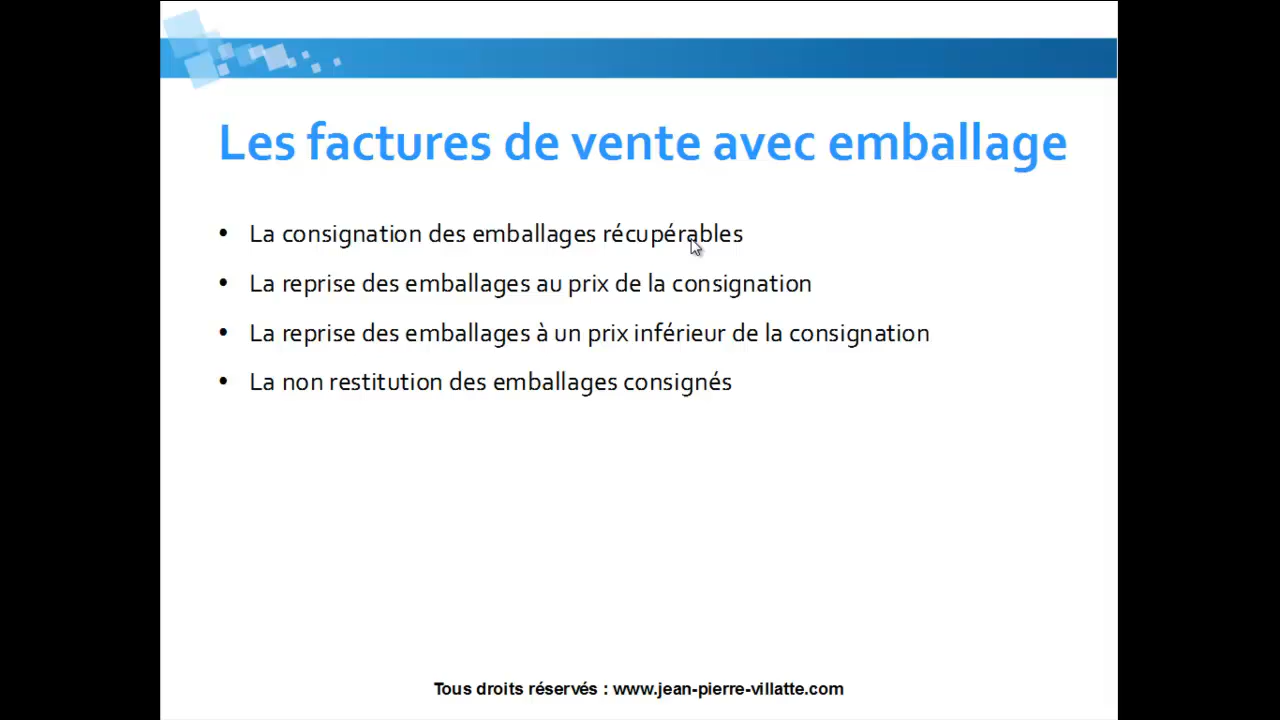 Les factures de vente avec emballage
• La consignation des emballages récupérables
• La reprise des emballages au prix de la consignation
• La reprise des emballages à un prix inférieur de la consignation
• La non restitution des emballages consignés
Tous droits réservés : www.jean-pierre-villatte.com